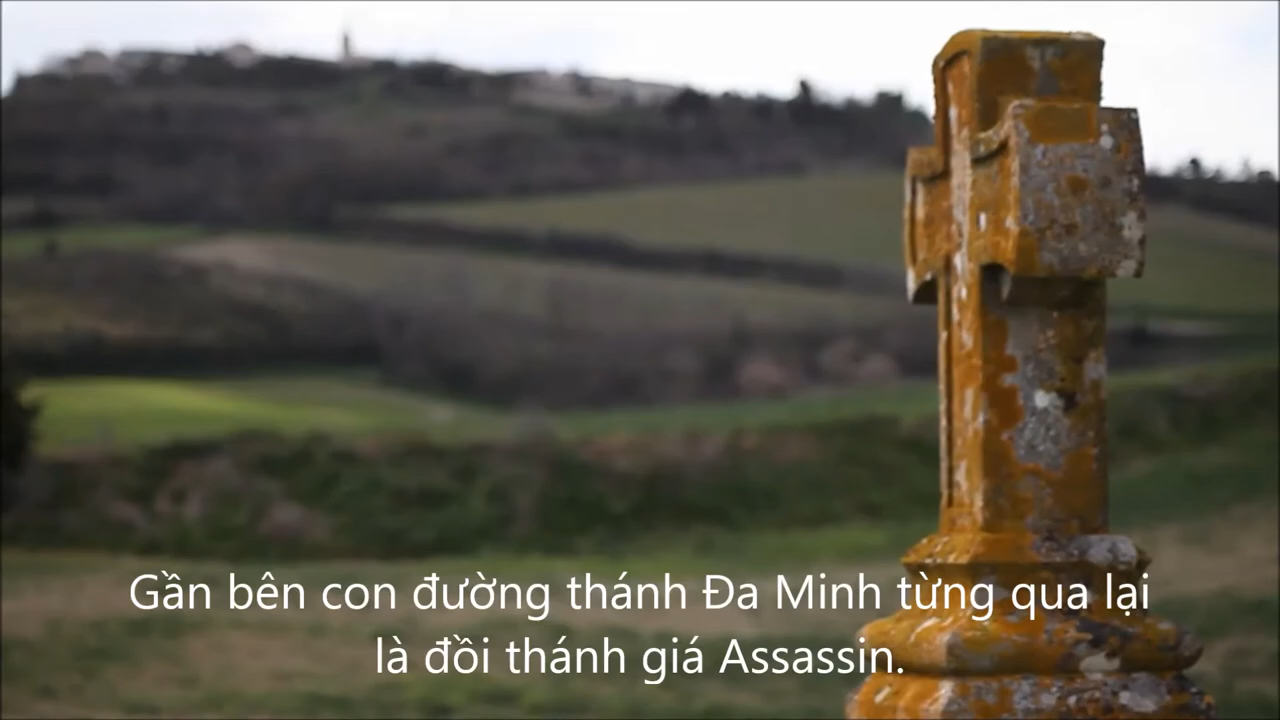 Gần bên con đường thánh Đa Minh từng qua lại
là đồi thánh giá Assassin.